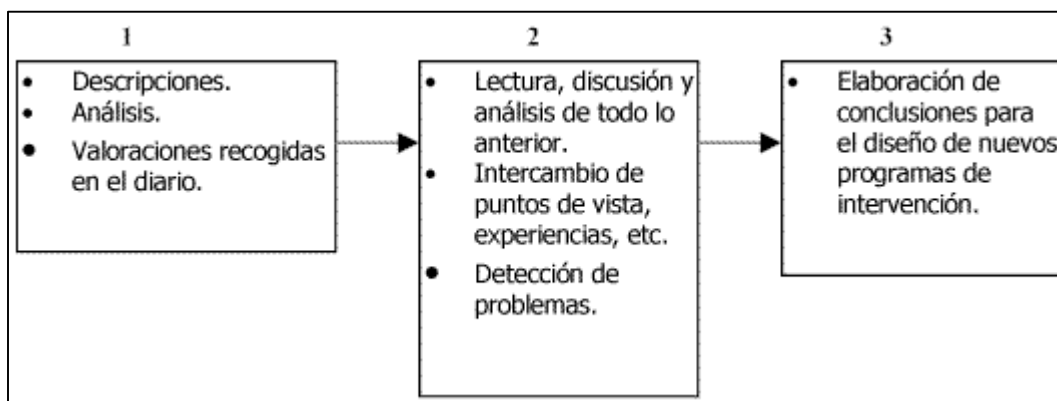 1
2
3
• Descripciones.
• Análisis.
• Valoraciones recogidas
en el diario.
• Lectura, discusión y
análisis de todo lo
anterior.
• Intercambio de
puntos de vista,
experiencias, etc.
• Detección de
problemas.
• Elaboración de
conclusiones para
el diseño de nuevos
programas de
intervención.